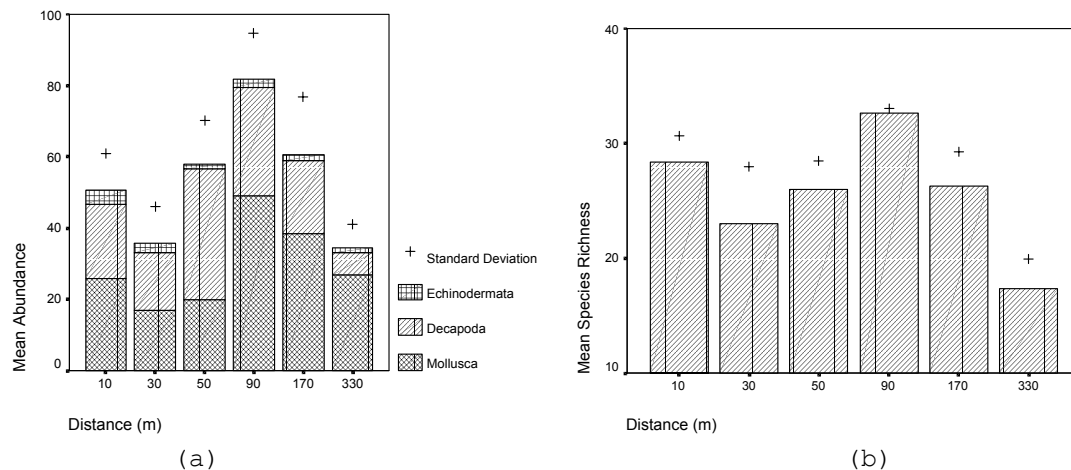 100
80
60
40
20
0
Mean Abundance
10 30 50 90 170 330
Distance (m)
Standard Deviation
Echinodermata
Decapoda
Mollusca
(a)
40
30
20
10
Mean Species Richness
10 30 50 90 170 330
Distance (m)
(b)